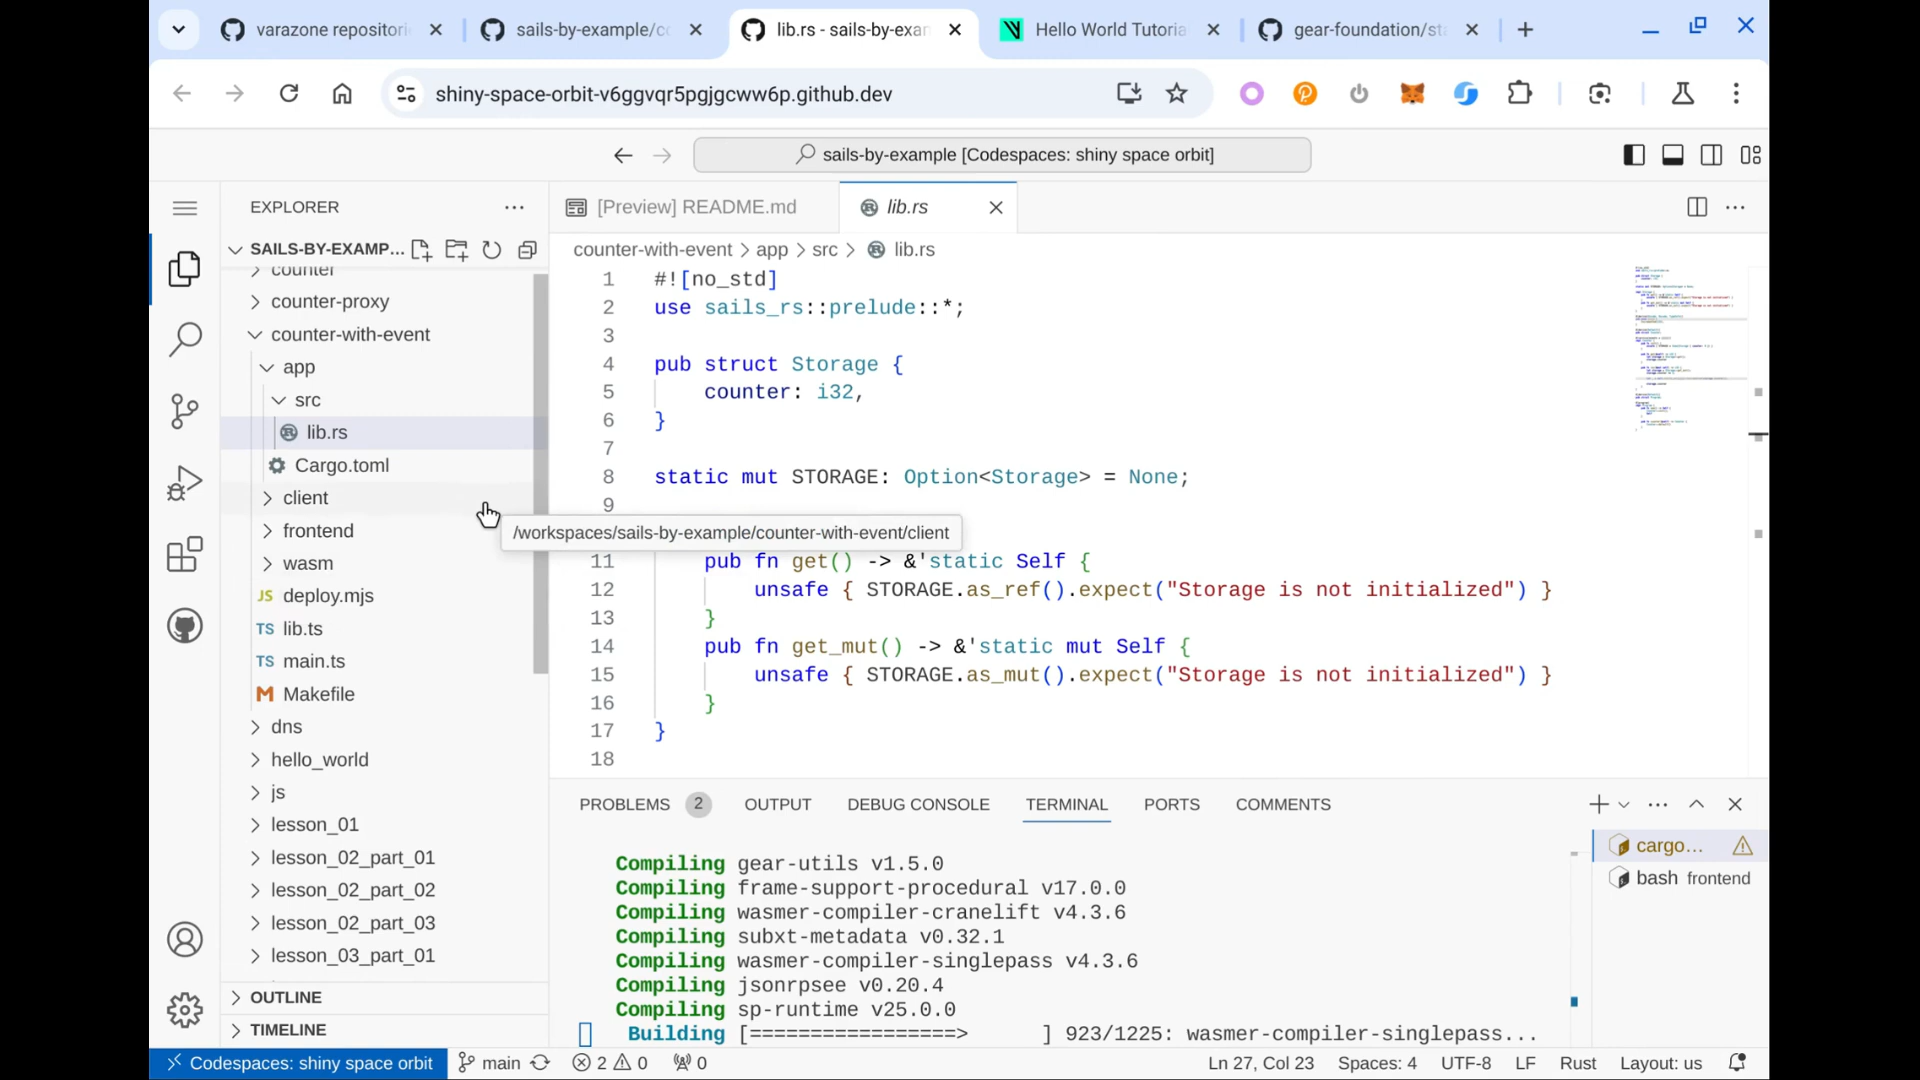 varazone repositori
sails-by-example/co
lib.rs - sails-by-exam
Hello World Tutoria
gear-foundation/sta
shiny-space-orbit-v6ggvqr5pgjgcww6p.github.dev
sails-by-example [Codespaces: shiny space orbit]
EXPLORER
[Preview] README.md
lib.rs
SAILS-BY-EXAMP...
counter-with-event > app > src > lib.rs
counter
counter-proxy
counter-with-event
app
src
lib.rs
Cargo.toml
client
frontend
wasm
JS deploy.mjs
TS lib.ts
TS main.ts
M Makefile
dns
hello_world
js
lesson_01
lesson_02_part_01
lesson_02_part_02
lesson_02_part_03
lesson_03_part_01
OUTLINE
TIMELINE
1 #![no_std]
2 use sails_rs::prelude::*;
3
4 pub struct Storage {
5 counter: i32,
6 }
7
8 static mut STORAGE: Option<Storage> = None;
9
/workspaces/sails-by-example/counter-with-event/client
11 pub fn get() -> &'static Self {
12 unsafe { STORAGE.as_ref().expect("Storage is not initialized") }
13 }
14 pub fn get_mut() -> &'static mut Self {
15 unsafe { STORAGE.as_mut().expect("Storage is not initialized") }
16 }
17 }
18
PROBLEMS 2 OUTPUT DEBUG CONSOLE TERMINAL PORTS COMMENTS
Compiling gear-utils v1.5.0
Compiling frame-support-procedural v17.0.0
Compiling wasmer-compiler-cranelift v4.3.6
Compiling subxt-metadata v0.32.1
Compiling wasmer-compiler-singlepass v4.3.6
Compiling jsonrpsee v0.20.4
Compiling sp-runtime v25.0.0
Building [=================> ] 923/1225: wasmer-compiler-singlepass...
cargo...
bash frontend
Codespaces: shiny space orbit main 2 0 0 Ln 27, Col 23 Spaces: 4 UTF-8 LF Rust Layout: us